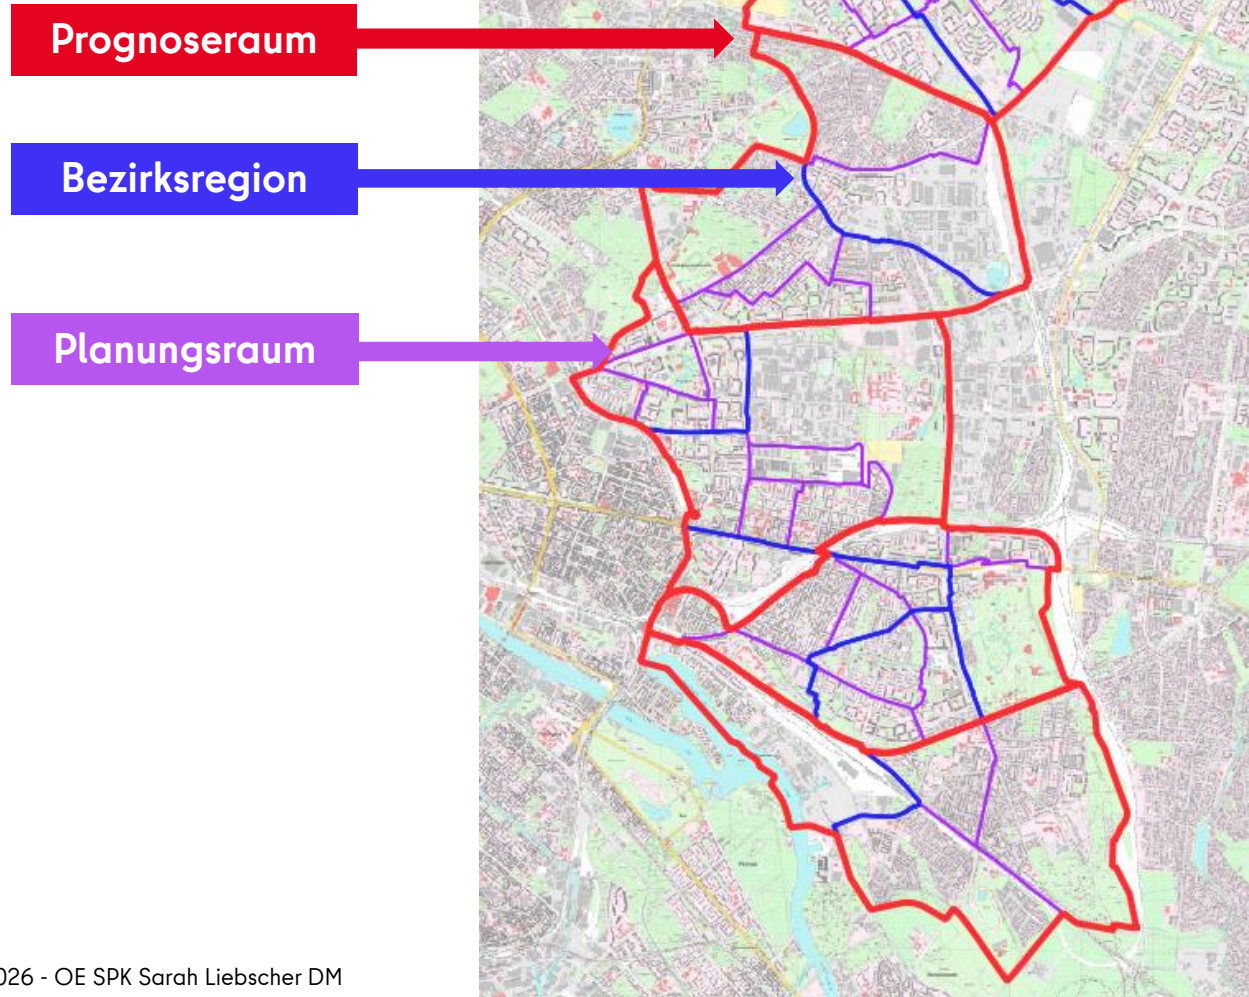 Prognoseraum
Bezirksregion
Planungsraum
026 - OE SPK Sarah Liebscher DM